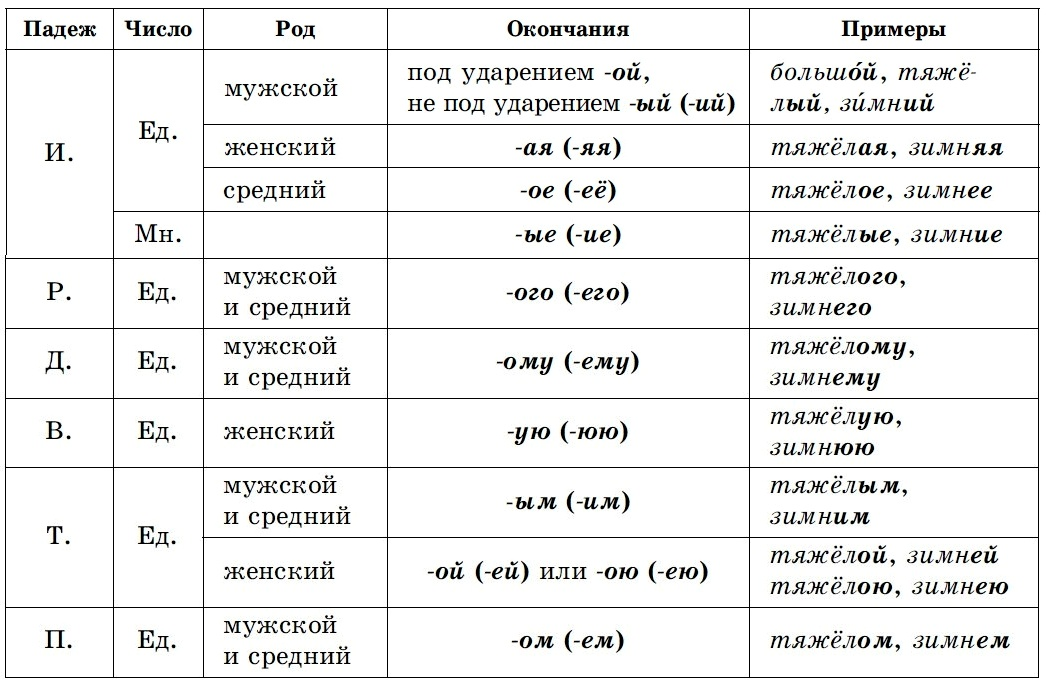 Падеж Число Род Окончания Примеры
И. Ед. мужской под ударением -ой, не под ударением -ый (-ий) большо́й, тяжё-
лый, зи́мний
женский -ая (-яя) тяжёлая, зимняя
средний -ое (-её) тяжёлое, зимнее
Мн. -ые (-ие) тяжёлые, зимние
Р. Ед. мужской и средний -ого (-его) тяжёлого,
зимнего
Д. Ед. мужской и средний -ому (-ему) тяжёлому,
зимнему
В. Ед. женский -ую (-юю) тяжёлую,
зимнюю
Т. Ед. мужской и средний -ым (-им) тяжёлым,
зимним
женский -ой (-ей) или -ою (-ею) тяжёлой, зимней
тяжёлою, зимнею
П. Ед. мужской и средний -ом (-ем) тяжёлом, зимнем